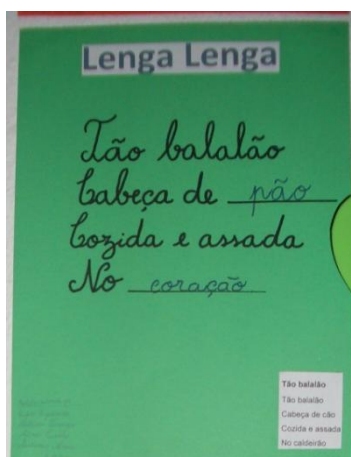 Lenga Lenga
Tão balalão
Cabeça de pão
Cozida e assada
No coração
Tão balalão
Tão balalão
Cabeça de cão
Cozida e assada
No caldeirão